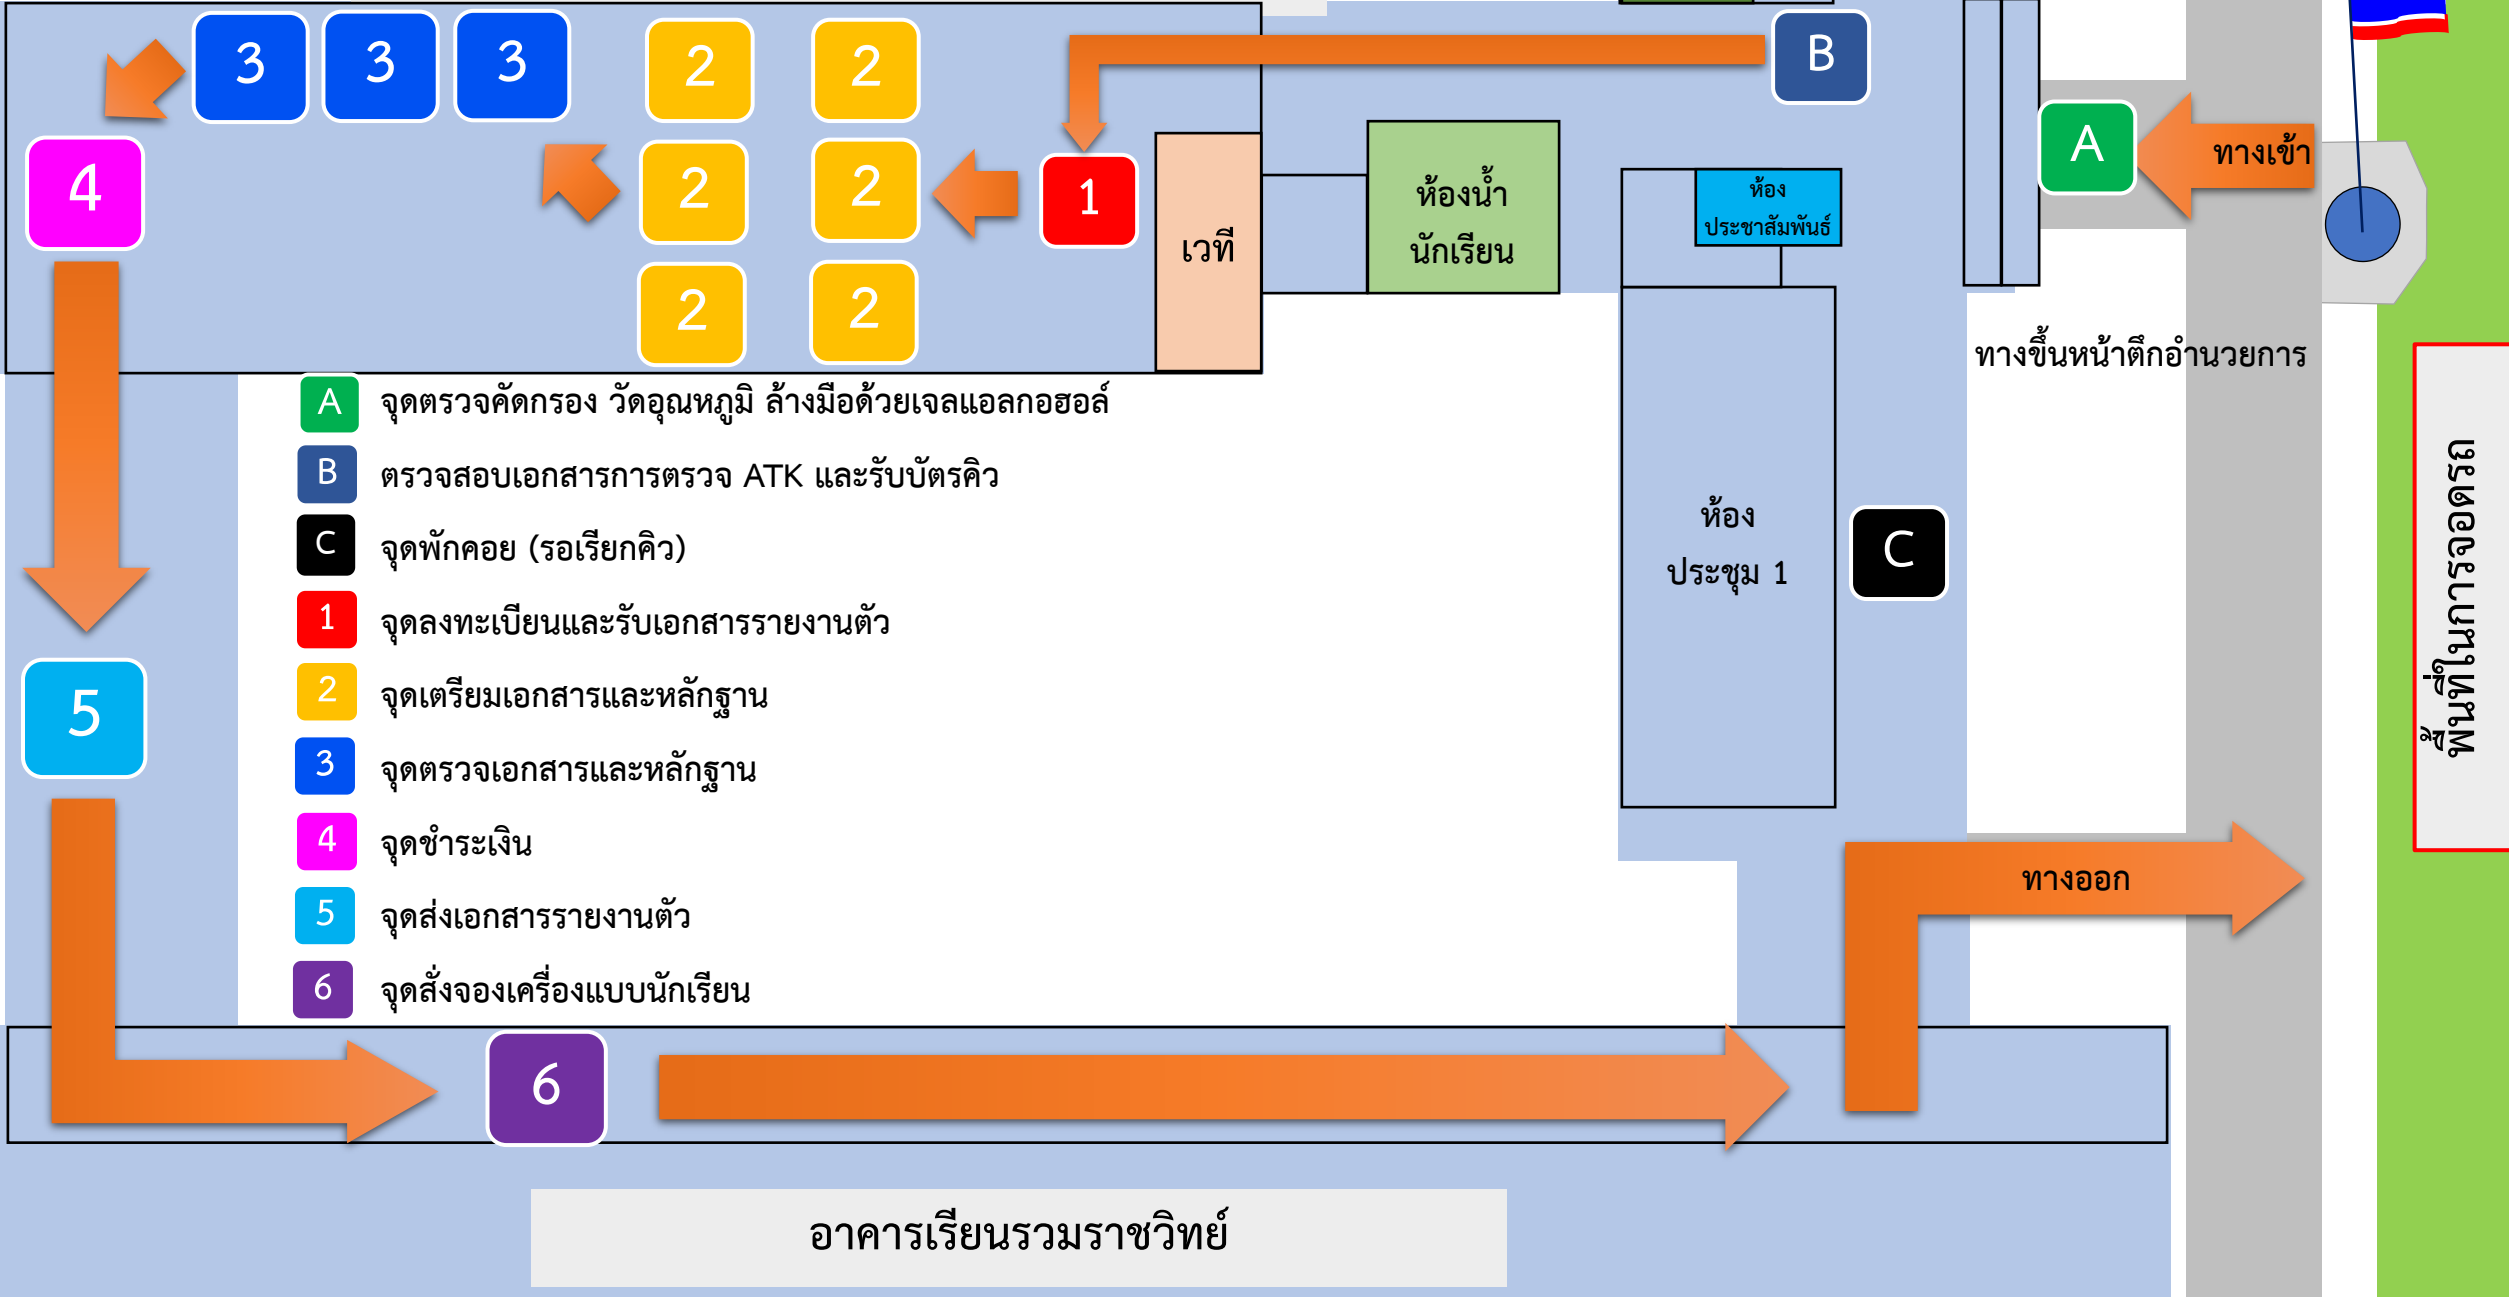 3 3 3 2 2 B
A ทางเข้า
4 2 2 1
เวที
ห้องน้ำ
นักเรียน
ห้อง
ประชาสัมพันธ์
2 2
ทางขึ้นหน้าตึกอำนวยการ
A จุดตรวจคัดกรอง วัดอุณหภูมิ ล้างมือด้วยเจลแอลกอฮอล์
B ตรวจสอบเอกสารการตรวจ ATK และรับบัตรคิว
C จุดพักคอย (รอเรียกคิว)
1 จุดลงทะเบียนและรับเอกสารรายงานตัว
2 จุดเตรียมเอกสารและหลักฐาน
3 จุดตรวจเอกสารและหลักฐาน
4 จุดชำระเงิน
5 จุดส่งเอกสารรายงานตัว
6 จุดสั่งจองเครื่องแบบนักเรียน
ห้อง
ประชุม 1
C
พื้นที่ในการจอดรถ
5
ทางออก
6
อาคารเรียนรวมราชวิทย์